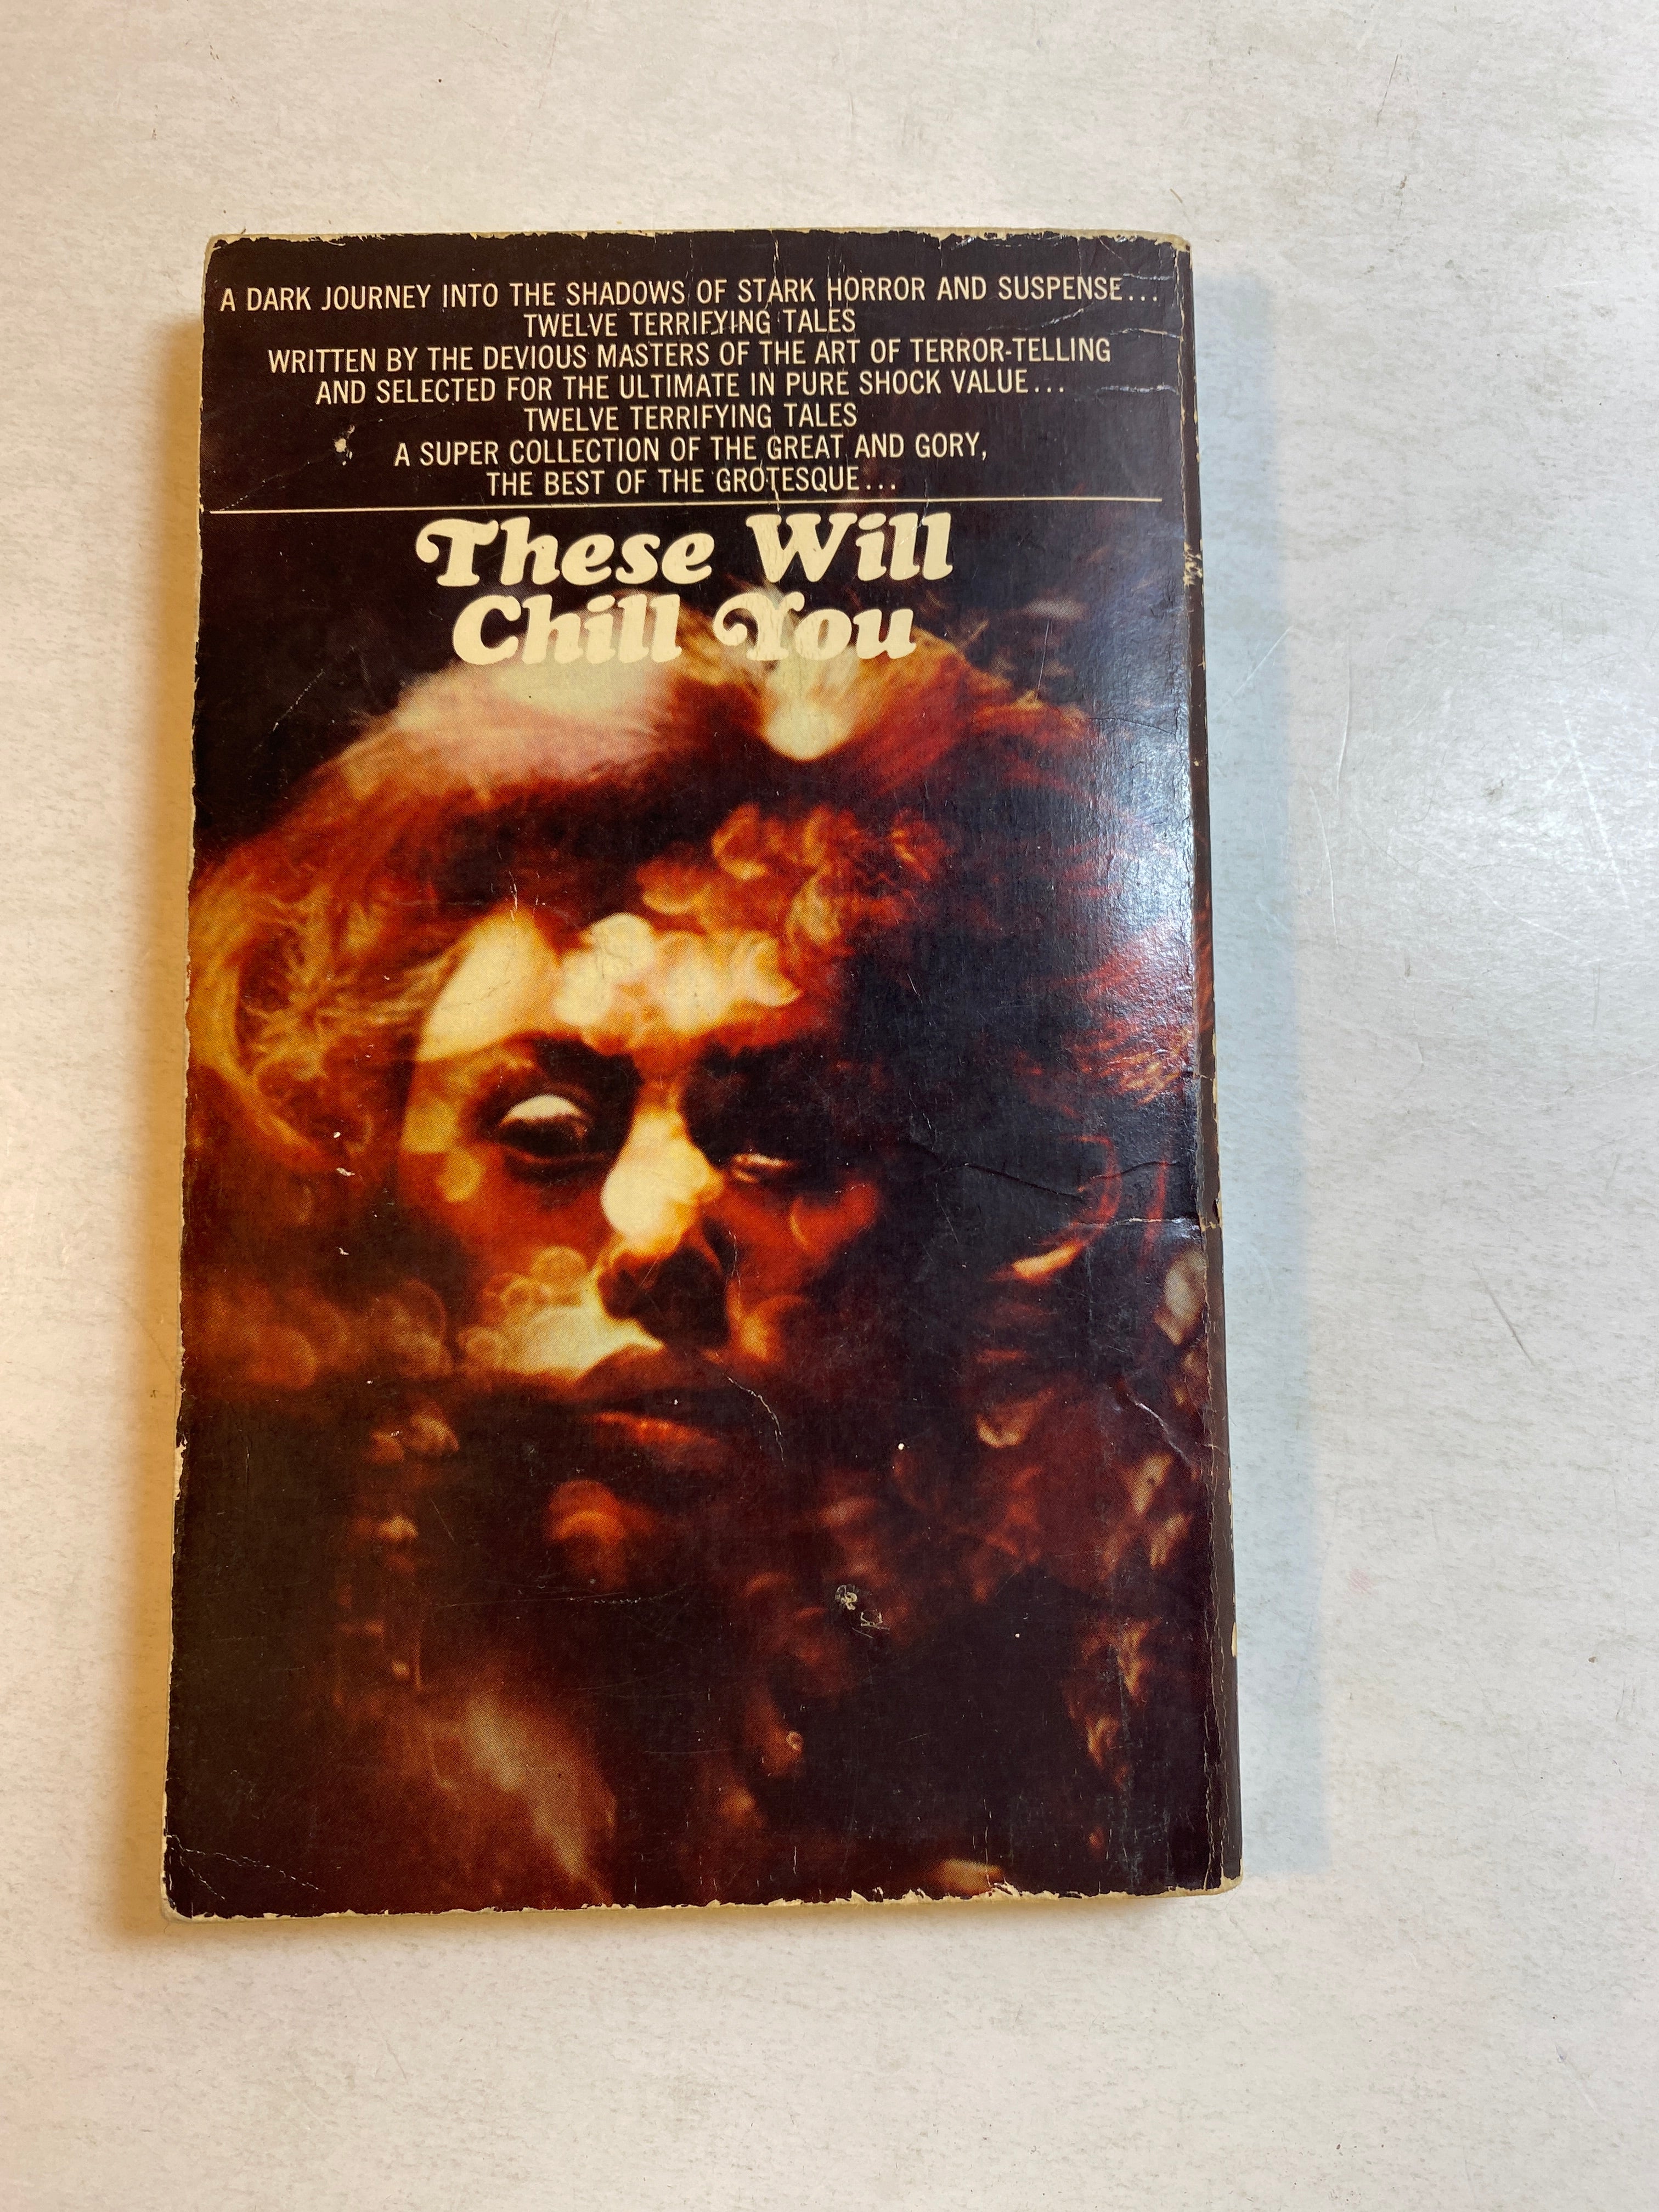 A DARK JOURNEY INTO THE SHADOWS OF STARK HORROR AND SUSPENSE...
TWELVE TERRIFYING TALES
WRITTEN BY THE DEVIOUS MASTERS OF THE ART OF TERROR-TELLING
AND SELECTED FOR THE ULTIMATE IN PURE SHOCK VALUE...
TWELVE TERRIFYING TALES
A SUPER COLLECTION OF THE GREAT AND GORY,
THE BEST OF THE GROTESQUE...
These Will
Chill You